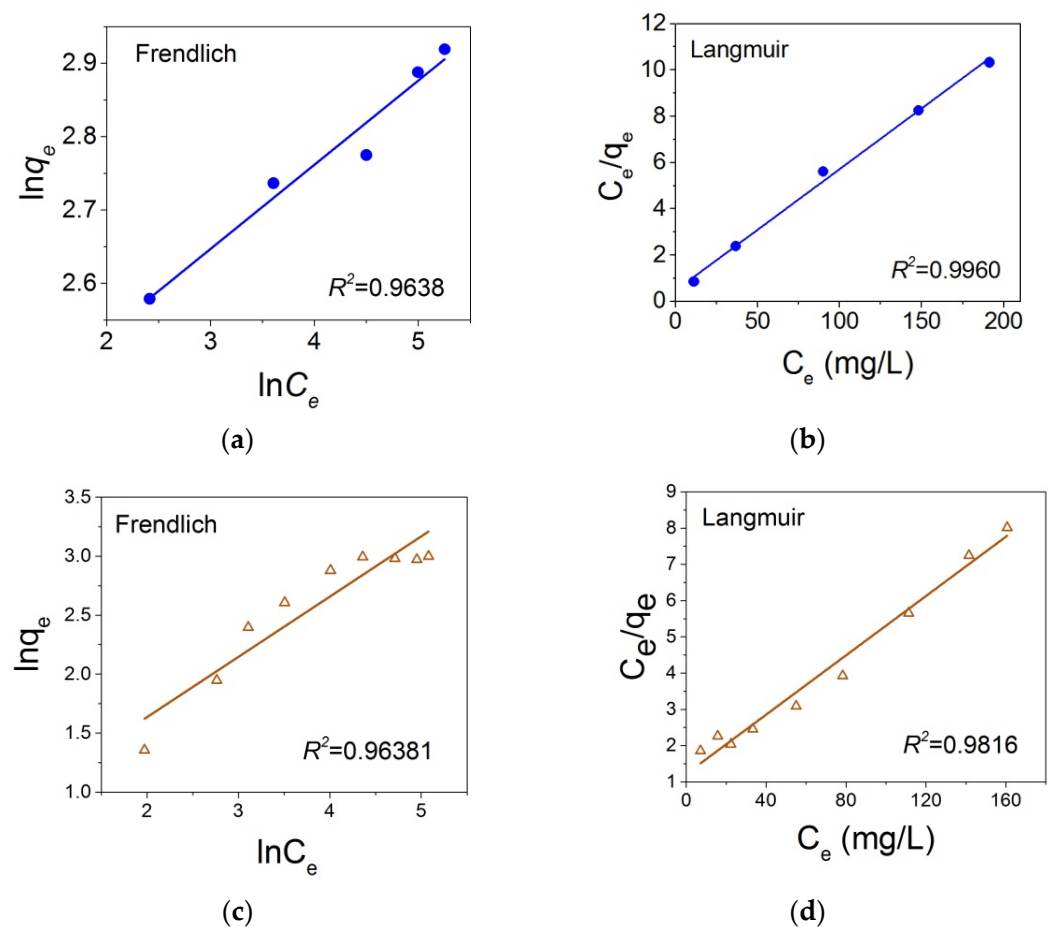 Frendlich
2.9
2.8
2.7
2.6
lnqe
R2=0.9638
2 3 4 5
lnCe
(a)
12
10
8
6
4
2
0
Langmuir
Ce/qe
R2=0.9960
0 50 100 150 200
Ce (mg/L)
(b)
3.5
3.0
2.5
2.0
1.5
1.0
Frendlich
lnqe
R2=0.96381
2 3 4 5
lnCe
(c)
9
8
7
6
5
4
3
2
1
Langmuir
Ce/qe
R2=0.9816
0 40 80 120 160
Ce (mg/L)
(d)